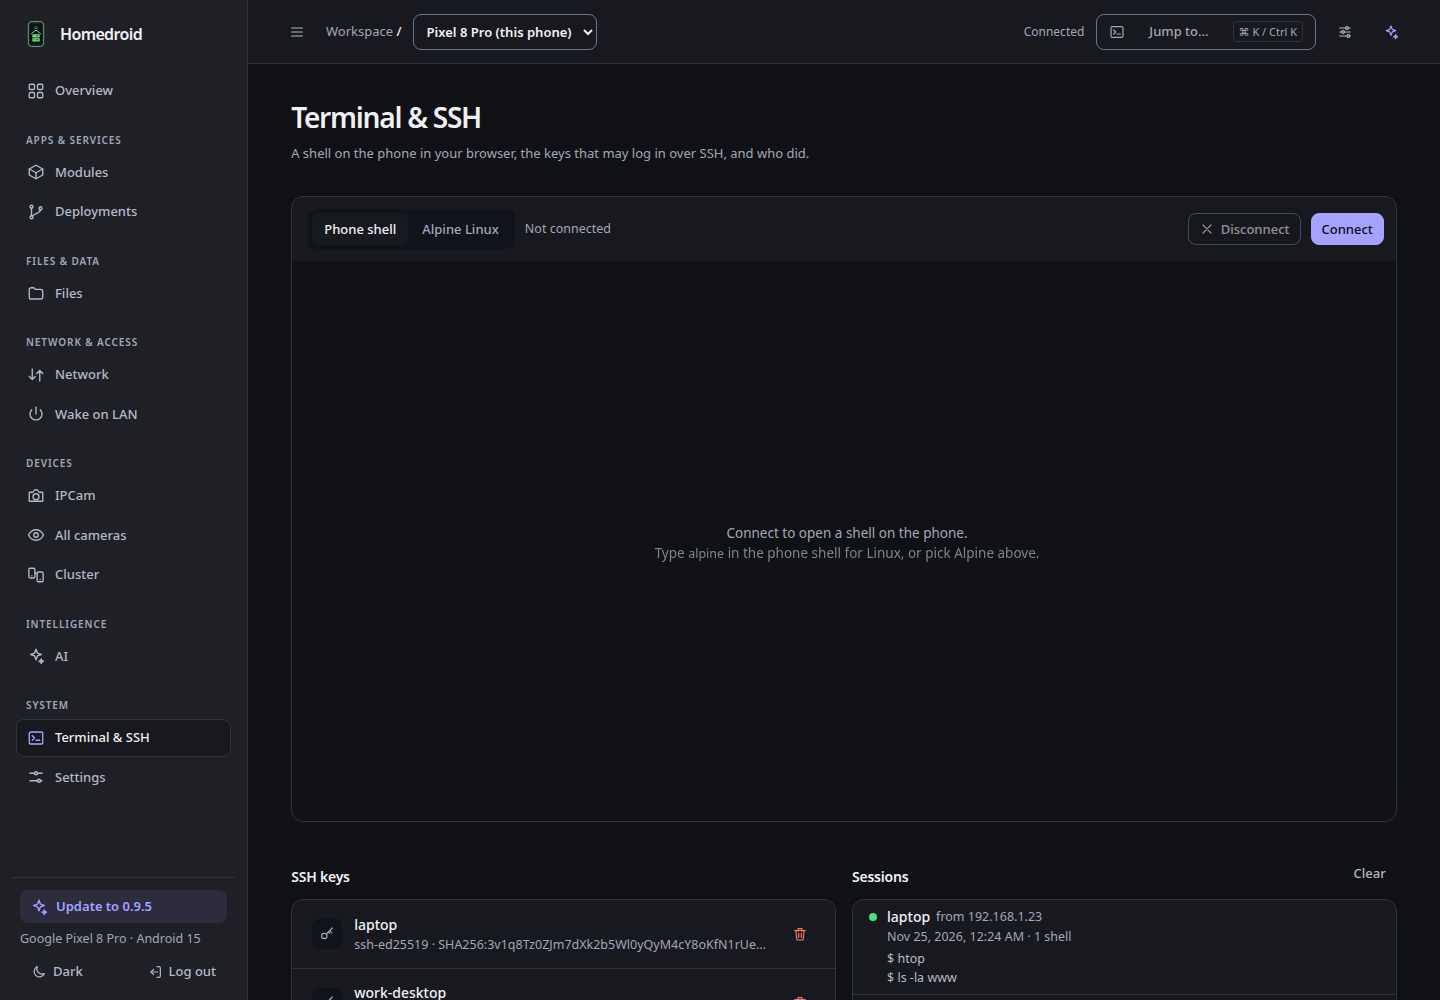 Homedroid
Workspace /
Pixel 8 Pro (this phone)
Connected
Jump to...
⌘ K / Ctrl K
Overview
APPS & SERVICES
Modules
Deployments
FILES & DATA
Files
NETWORK & ACCESS
Network
Wake on LAN
DEVICES
IPCam
All cameras
Cluster
INTELLIGENCE
AI
SYSTEM
Terminal & SSH
Settings
Update to 0.9.5
Google Pixel 8 Pro · Android 15
Dark
Log out
Terminal & SSH
A shell on the phone in your browser, the keys that may log in over SSH, and who did.
Phone shell
Alpine Linux
Not connected
Disconnect
Connect
Connect to open a shell on the phone.
Type alpine in the phone shell for Linux, or pick Alpine above.
SSH keys
laptop
ssh-ed25519 · SHA256:3v1q8Tz0ZJm7dXk2b5Wl0yQyM4cY8oKfN1rUe...
work-desktop
Sessions
Clear
laptop from 192.168.1.23
Nov 25, 2026, 12:24 AM · 1 shell
$ htop
$ ls -la www